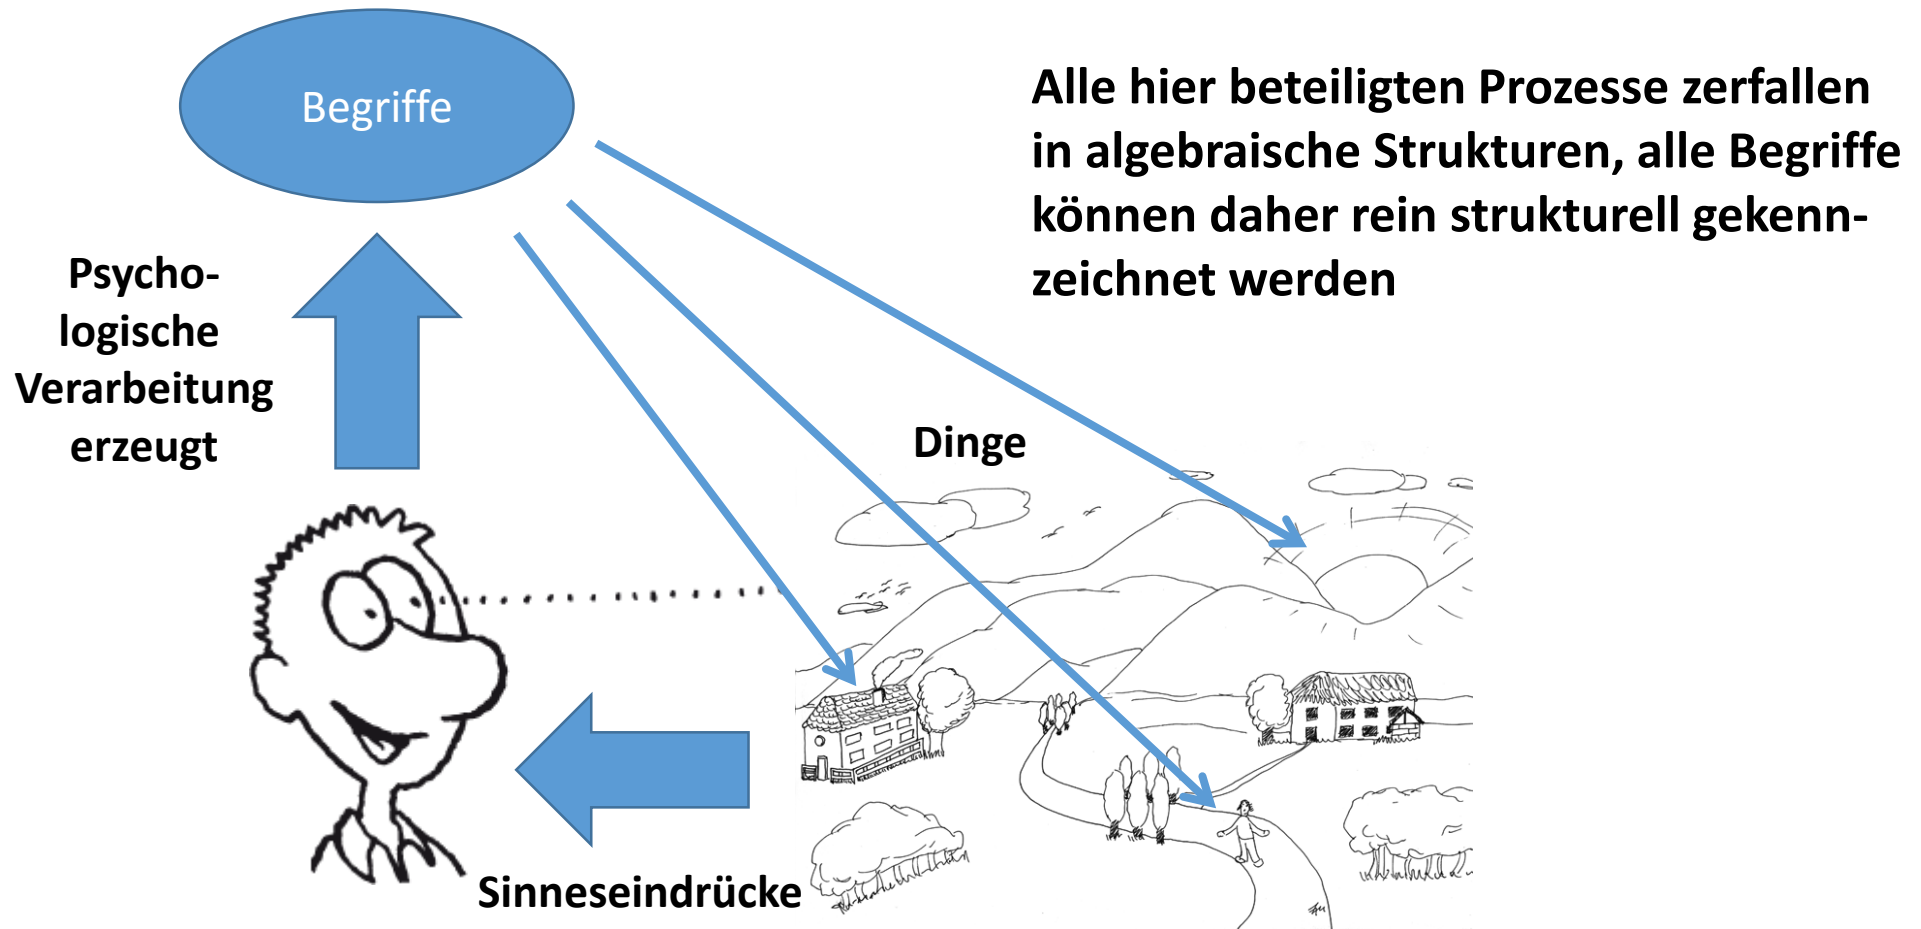 Begriffe
Alle hier beteiligten Prozesse zerfallen
in algebraische Strukturen, alle Begriffe
können daher rein strukturell gekenn-
zeichnet werden
Psycho-
logische
Verarbeitung
erzeugt
Dinge
Sinneseindrücke